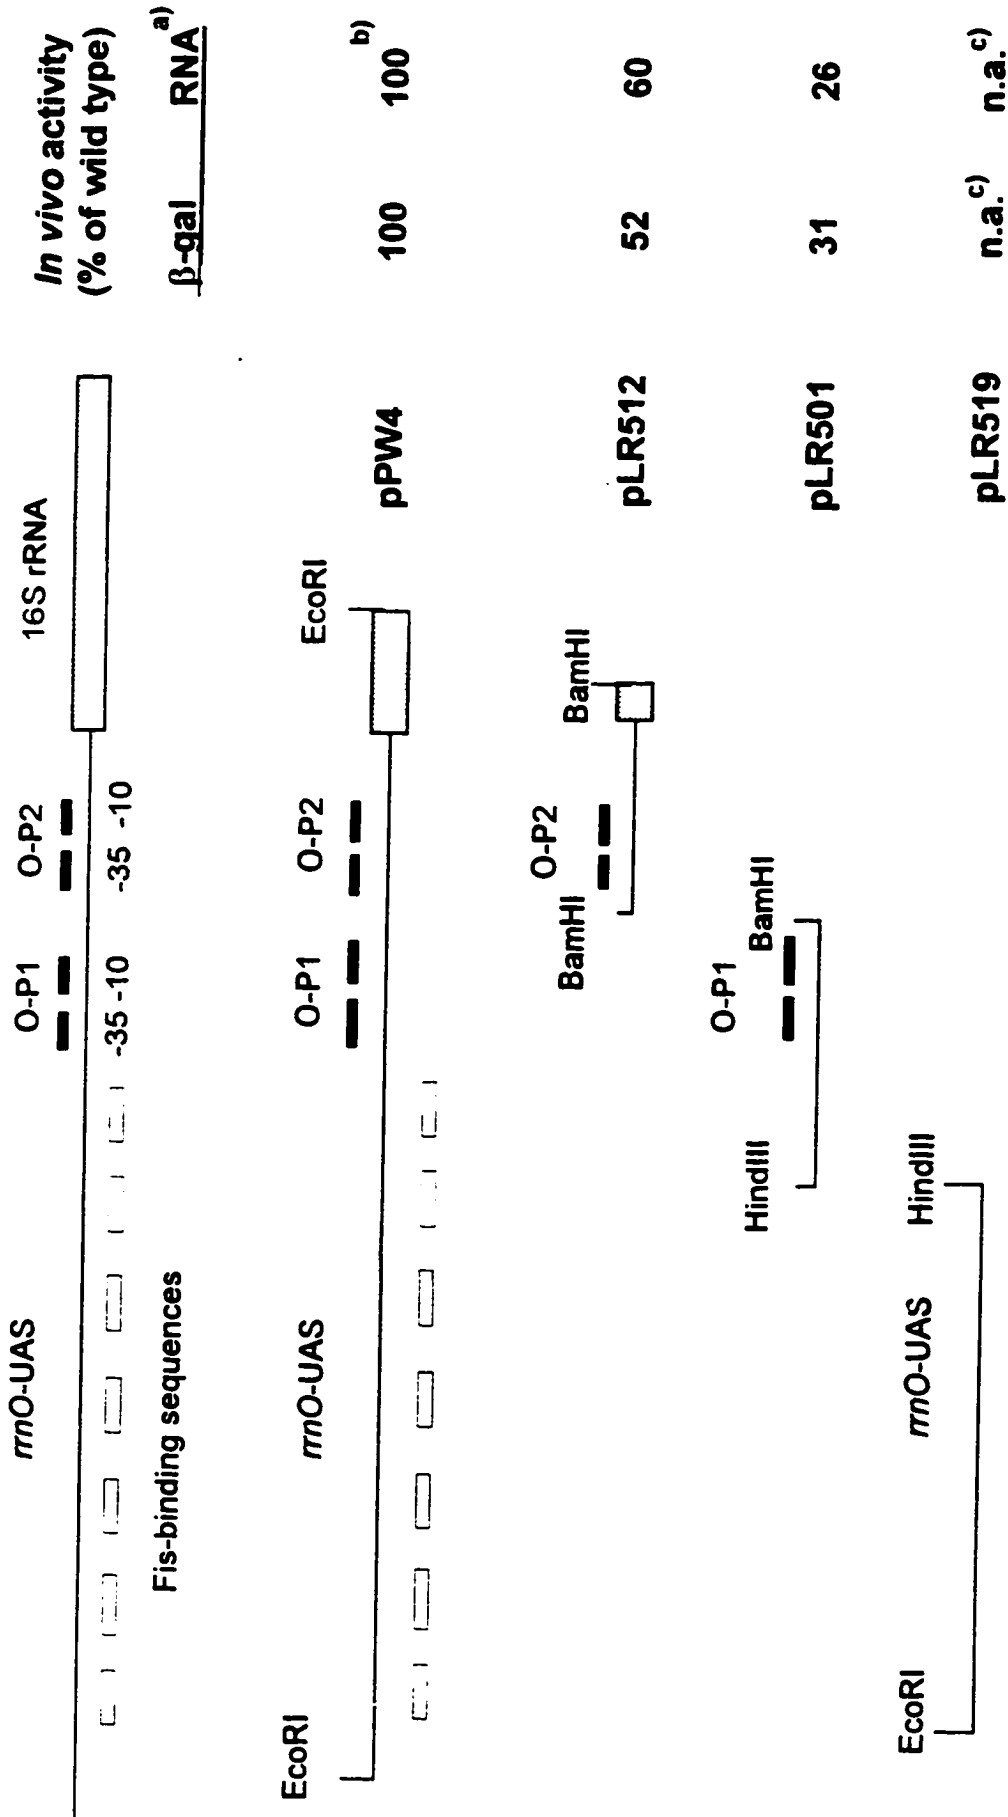 In vivo activity
(% of wild type)
rrnO-UAS O-P1 O-P2 16S rRNA β-gal RNA a)
-35 -10 -35 -10
Fis-binding sequences
EcoRI rrnO-UAS O-P1 O-P2 EcoRI pPW4 100 100 b)
BamHI O-P2 BamHI pLR512 52 60
HindIII O-P1 BamHI pLR501 31 26
EcoRI rrnO-UAS HindIII pLR519 n.a. c) n.a. c)